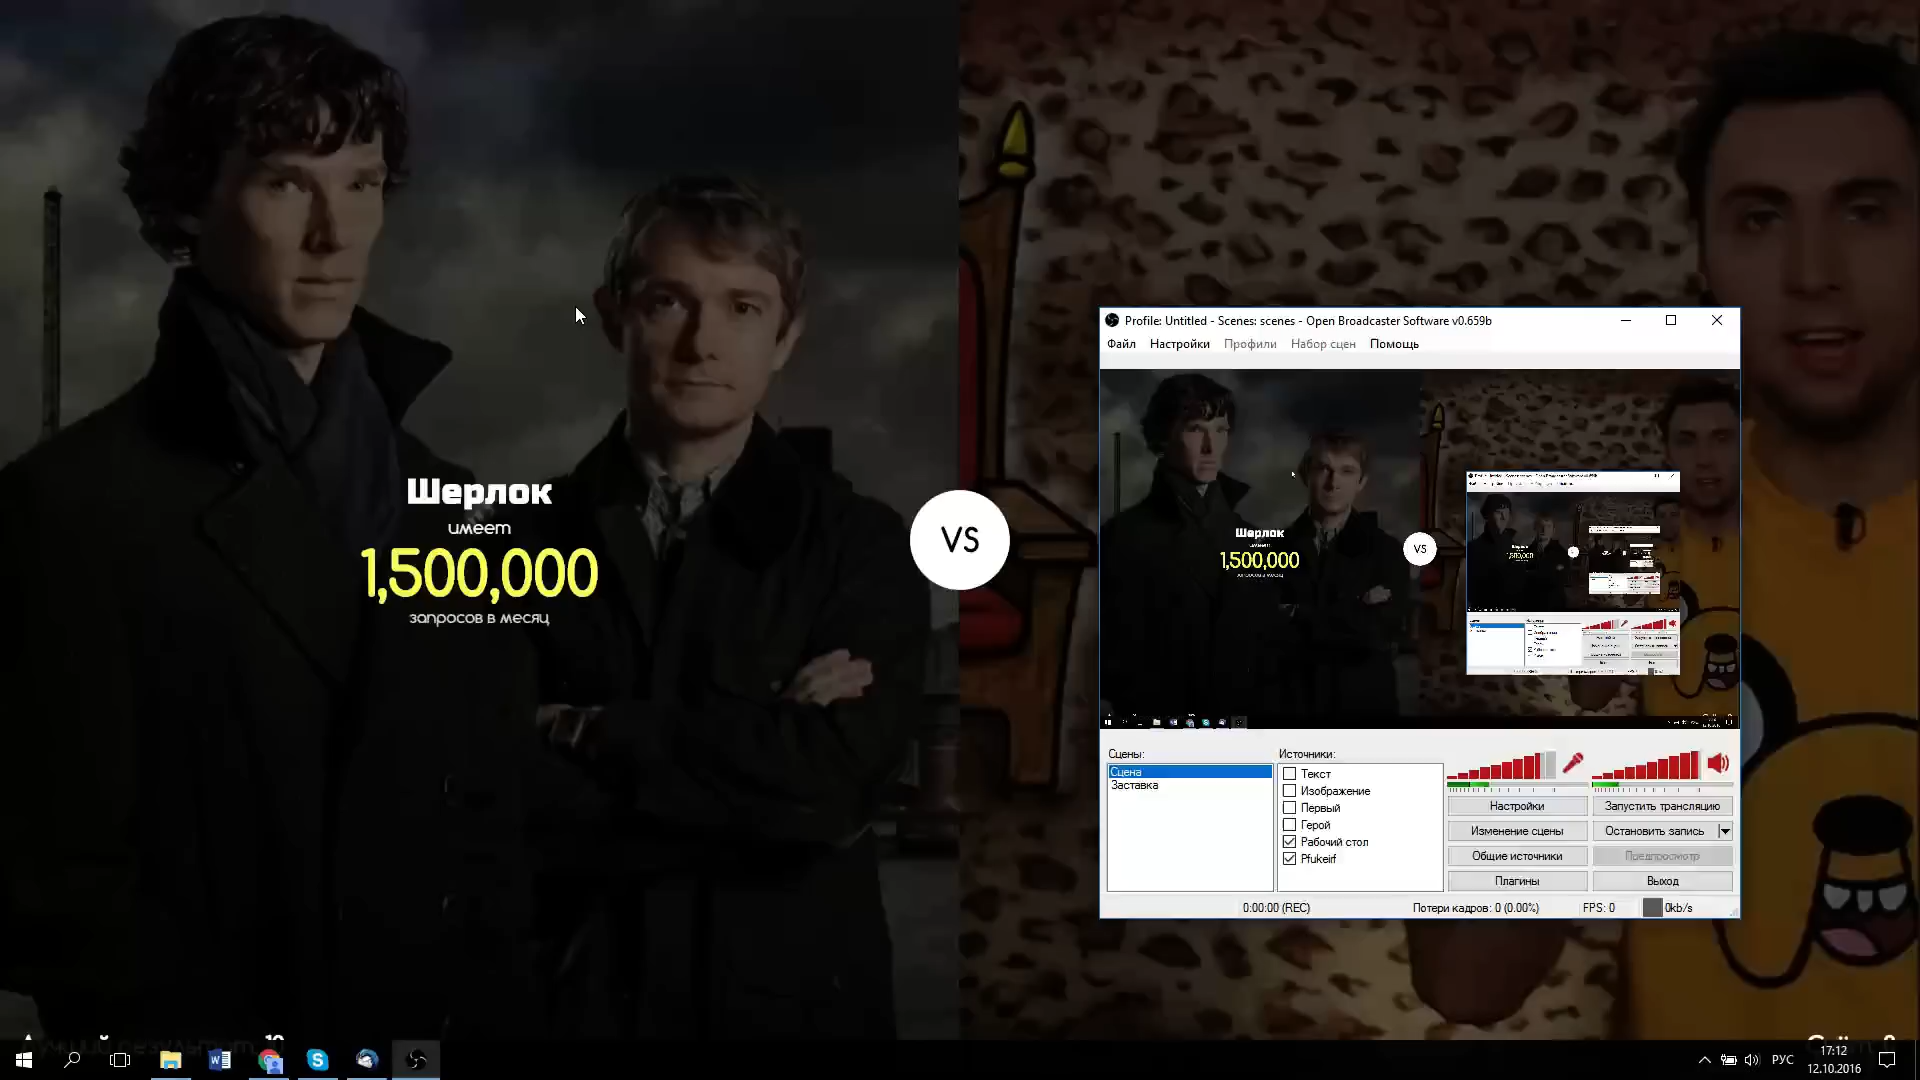 Шерлок
имеет
1,500,000
запросов в месяц
VS
Profile: Untitled - Scenes: scenes - Open Broadcaster Software v0.659b
Файл Настройки Профили Набор сцен Помощь
Шерлок
1,500,000
запросов в месяц
VS
Сцены:
Сцена
Заставка
Источники:
Текст
Изображение
Первый
Герой
Рабочий стол
Pfukeirf
Настройки
Запустить трансляцию
Изменение сцены
Остановить запись
Общие источники
Предпросмотр
Плагины
Выход
0:00:00 (REC)
Потери кадров: 0 (0.00%)
FPS: 0
0kb/s
РУС
17:12
12.10.2016